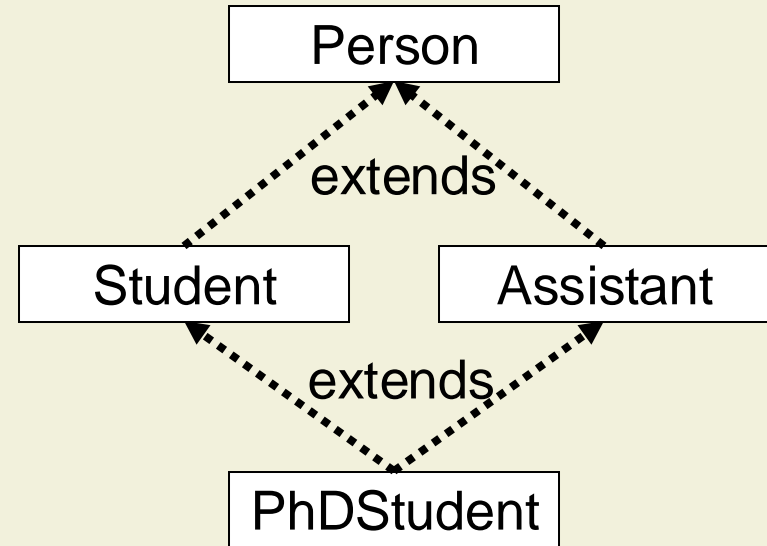 Person
extends
Student Assistant
extends
PhDStudent